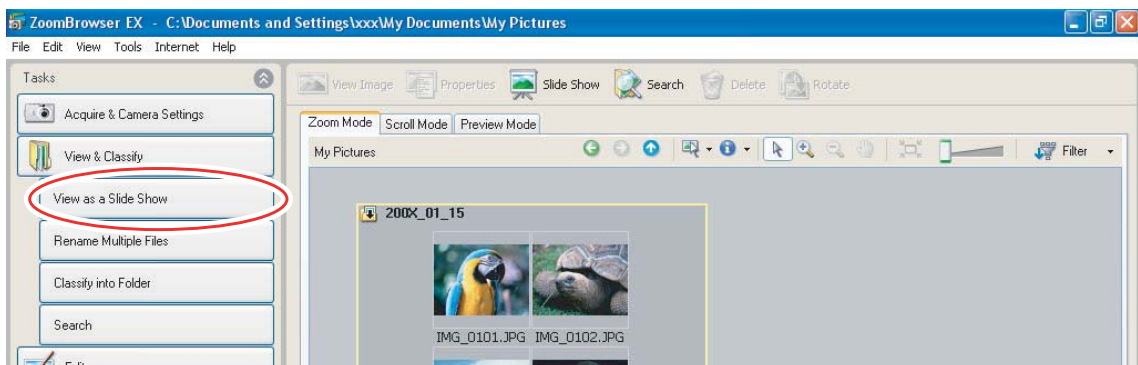 ZoomBrowser EX - C:\Documents and Settings\xxx\My Documents\My Pictures
File Edit View Tools Internet Help
Tasks
Acquire & Camera Settings
View & Classify
View as a Slide Show
Rename Multiple Files
Classify into Folder
Search
View Image Properties Slide Show Search Delete Rotate
Zoom Mode Scroll Mode Preview Mode
My Pictures Filter
200X_01_15
IMG_0101.JPG IMG_0102.JPG